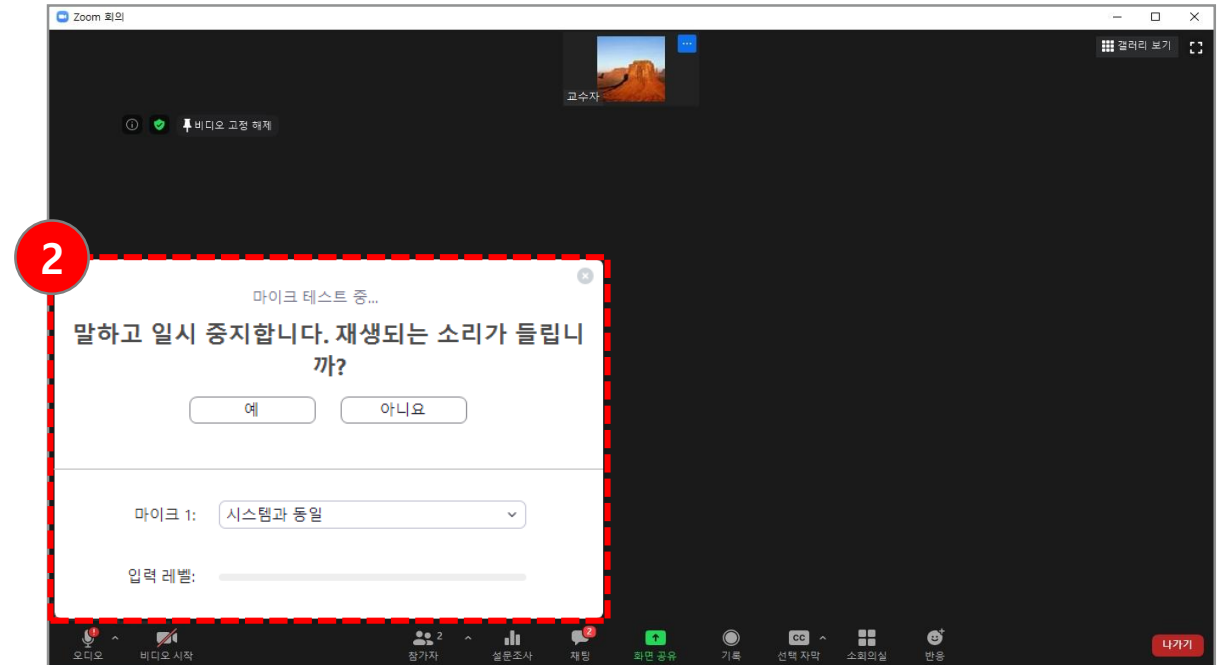 Zoom 회의
갤러리 보기
교수자
비디오 고정 해제
2
마이크 테스트 중...
말하고 일시 중지합니다. 재생되는 소리가 들립니
까?
예
아니요
마이크 1:
시스템과 동일
입력 레벨:
오디오
비디오 시작
2
참가자
설문조사
2
채팅
화면 공유
기록
CC
선택 자막
소회의실
반응
나가기